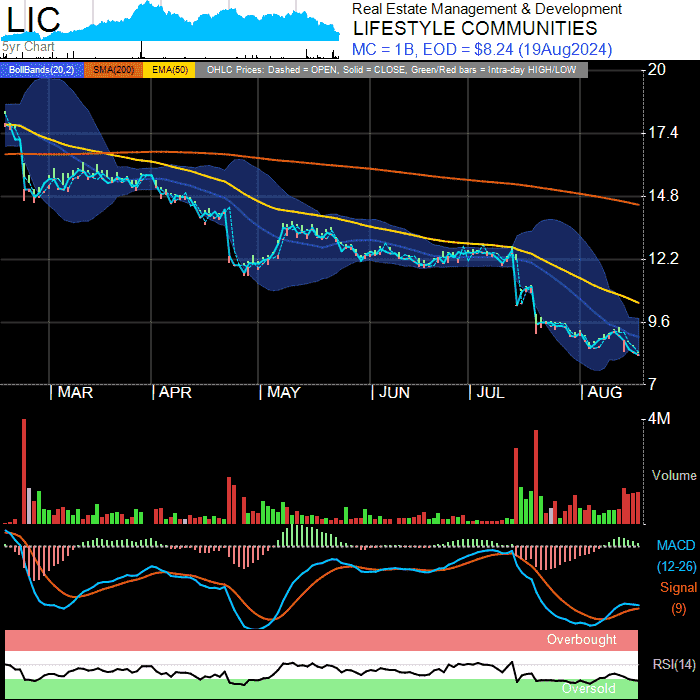 LIC
5yr Chart
Real Estate Management & Development
LIFESTYLE COMMUNITIES
MC = 1B, EOD = $8.24 (19Aug2024)
BollBands(20,2) SMA(200) EMA(50) OHLC Prices: Dashed = OPEN, Solid = CLOSE, Green/Red bars = Intra-day HIGH/LOW
20
17.4
14.8
12.2
9.6
7
MAR APR MAY JUN JUL AUG
4M
Volume
MACD
(12-26)
Signal
(9)
Overbought
RSI(14)
Oversold